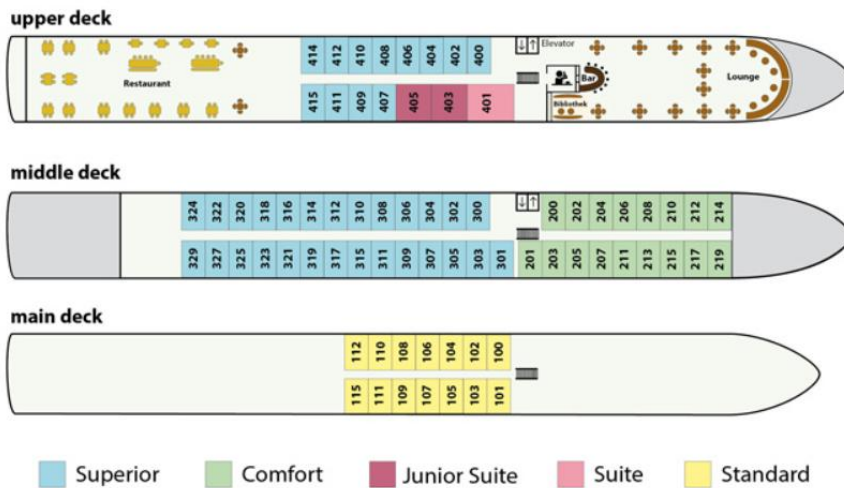 upper deck
414 412 410 408 406 404 402 400
Elevator
Restaurant
Bar
Lounge
Bibliothek
415 411 409 407 405 403 401
middle deck
324 322 320 318 316 314 312 310 308 306 304 302 300
200 202 204 206 208 210 212 214
329 327 325 323 321 319 317 315 311 309 307 305 303 301
201 203 205 207 211 213 215 217 219
main deck
112 110 108 106 104 102 100
115 111 109 107 105 103 101
Superior
Comfort
Junior Suite
Suite
Standard